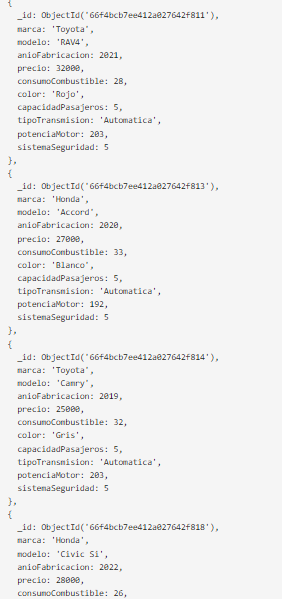 {
_id: ObjectId('66f4bcb7ee412a027642f811'),
marca: 'Toyota',
modelo: 'RAV4',
anioFabricacion: 2021,
precio: 32000,
consumoCombustible: 28,
color: 'Rojo',
capacidadPasajeros: 5,
tipoTransmision: 'Automatica',
potenciaMotor: 203,
sistemaSeguridad: 5
},
{
_id: ObjectId('66f4bcb7ee412a027642f813'),
marca: 'Honda',
modelo: 'Accord',
anioFabricacion: 2020,
precio: 27000,
consumoCombustible: 33,
color: 'Blanco',
capacidadPasajeros: 5,
tipoTransmision: 'Automatica',
potenciaMotor: 192,
sistemaSeguridad: 5
},
{
_id: ObjectId('66f4bcb7ee412a027642f814'),
marca: 'Toyota',
modelo: 'Camry',
anioFabricacion: 2019,
precio: 25000,
consumoCombustible: 32,
color: 'Gris',
capacidadPasajeros: 5,
tipoTransmision: 'Automatica',
potenciaMotor: 203,
sistemaSeguridad: 5
},
{
_id: ObjectId('66f4bcb7ee412a027642f818'),
marca: 'Honda',
modelo: 'Civic Si',
anioFabricacion: 2022,
precio: 28000,
consumoCombustible: 26,